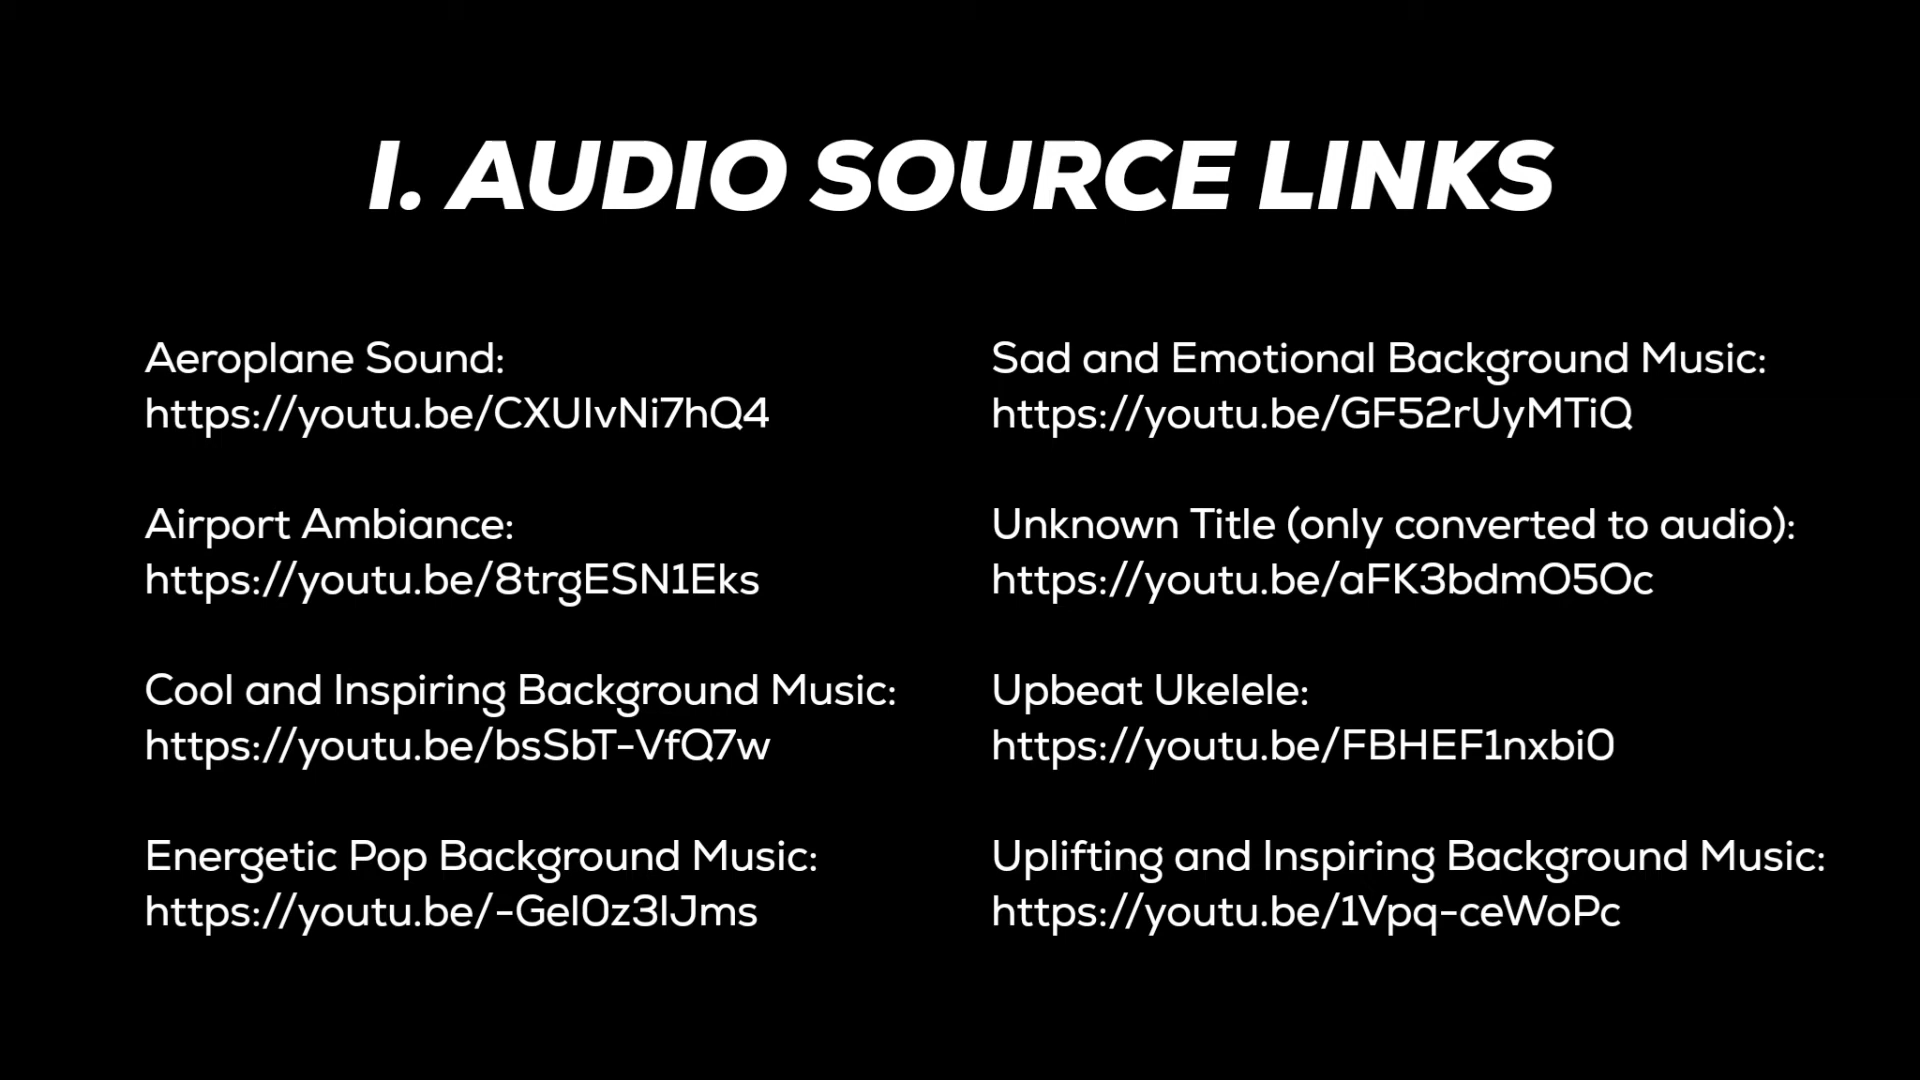 I. AUDIO SOURCE LINKS
Aeroplane Sound:
https://youtu.be/CXUIvNi7hQ4
Airport Ambiance:
https://youtu.be/8trgESN1Eks
Cool and Inspiring Background Music:
https://youtu.be/bsSbT-VfQ7w
Energetic Pop Background Music:
https://youtu.be/-Gel0z3lJms
Sad and Emotional Background Music:
https://youtu.be/GF52rUyMTiQ
Unknown Title (only converted to audio):
https://youtu.be/aFK3bdmO5Oc
Upbeat Ukelele:
https://youtu.be/FBHEF1nxbi0
Uplifting and Inspiring Background Music:
https://youtu.be/1Vpq-ceWoPc